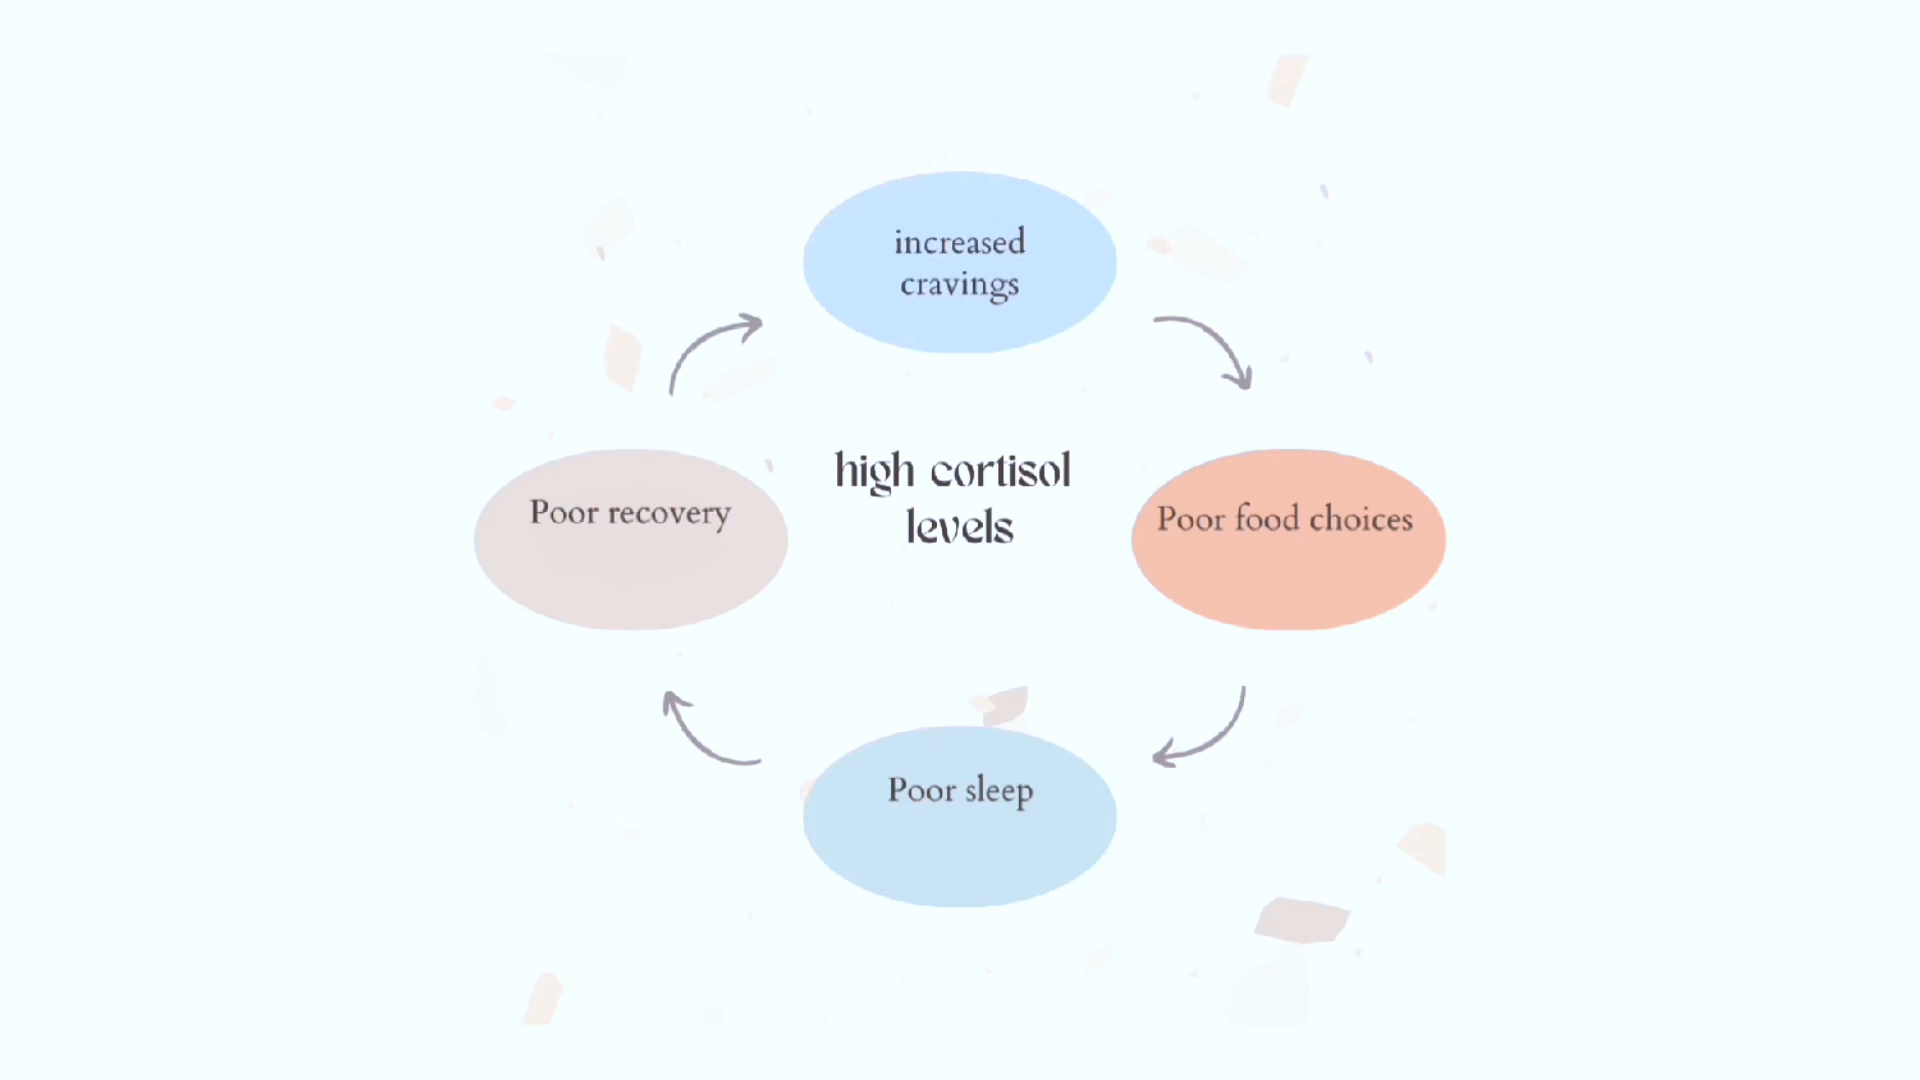 increased
cravings
high cortisol
levels
Poor recovery
Poor food choices
Poor sleep